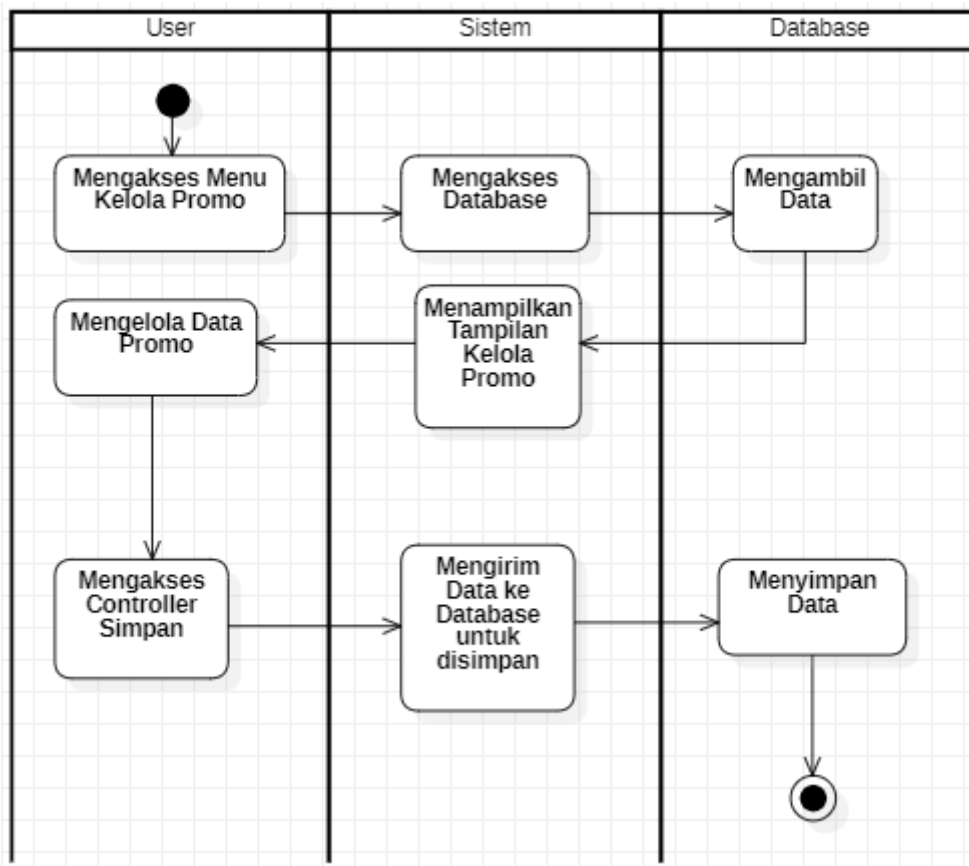 User
Sistem
Database
Mengakses Menu
Kelola Promo
Mengakses
Database
Mengambil
Data
Menampilkan
Tampilan
Kelola
Promo
Mengelola Data
Promo
Mengakses
Controller
Simpan
Mengirim
Data ke
Database
untuk
disimpan
Menyimpan
Data